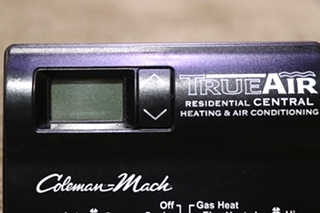 TRUEAIR
RESIDENTIAL CENTRAL
HEATING & AIR CONDITIONING
Coleman-Mach
Off Gas Heat